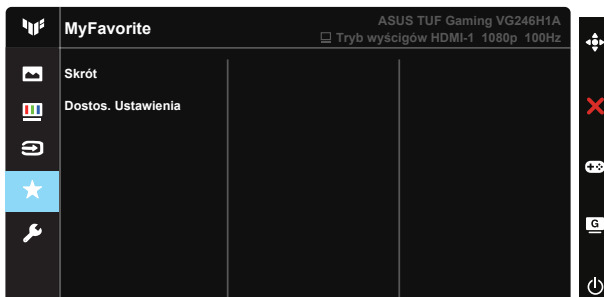 MyFavorite
ASUS TUF Gaming VG246H1A
Tryb wyścigów HDMI-1 1080p 100Hz
Skrót
Dostos. Ustawienia
G